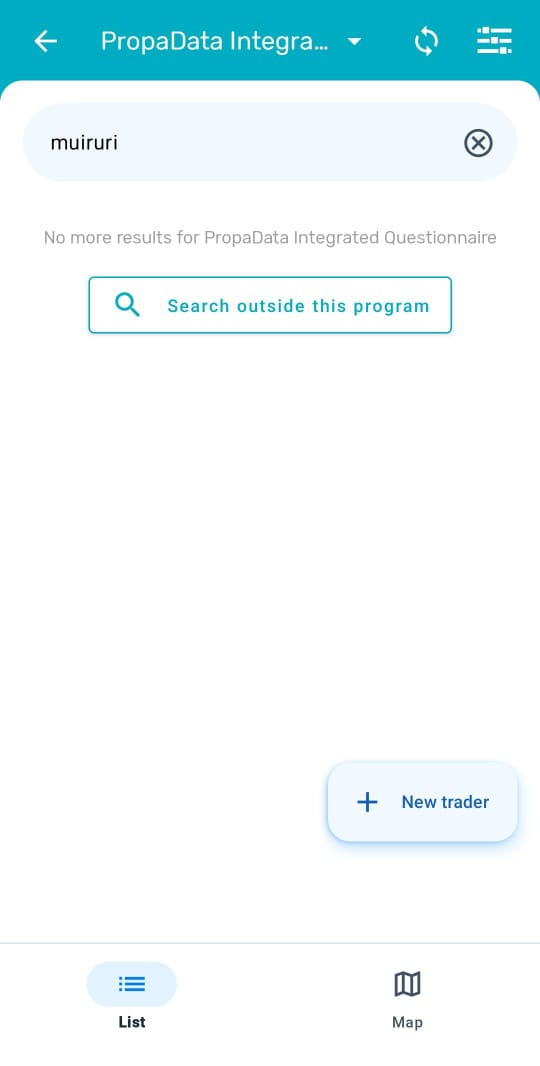 PropaData Integra...
muiruri
No more results for PropaData Integrated Questionnaire
Search outside this program
New trader
List
Map